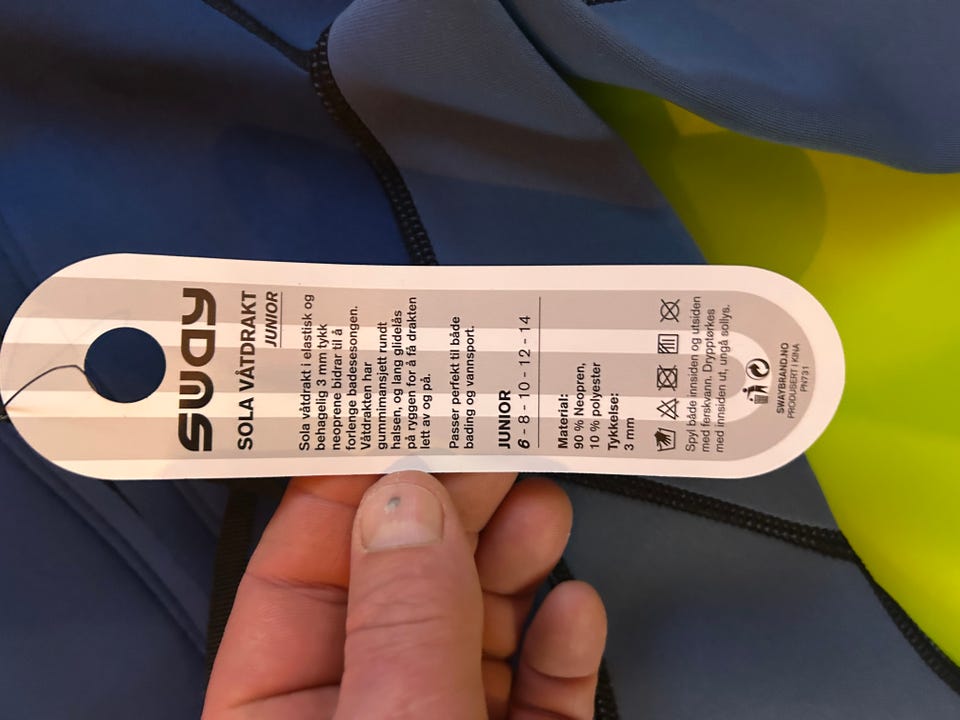 sway
SOLA VÅTDRAKT
JUNIOR
Sola våtdrakt i elastisk og
behagelig 3 mm tykk
neoprene bidrar til å
forlenge badesesongen.
Våtdrakten har
gummimansjett rundt
halsen, og lang glidelås
på ryggen for å få drakten
lett av og på.
Passer perfekt til både
bading og vannsport.
JUNIOR
6 - 8 - 10 - 12 - 14
Material:
90 % Neopren,
10 % polyester
Tykkelse:
3 mm
Spyl både innsiden og utsiden
med ferskvann. Drypptørkes
med innsiden ut, ungå sollys.
SWAYBRAND.NO
PRODUSERT I KINA
PN731